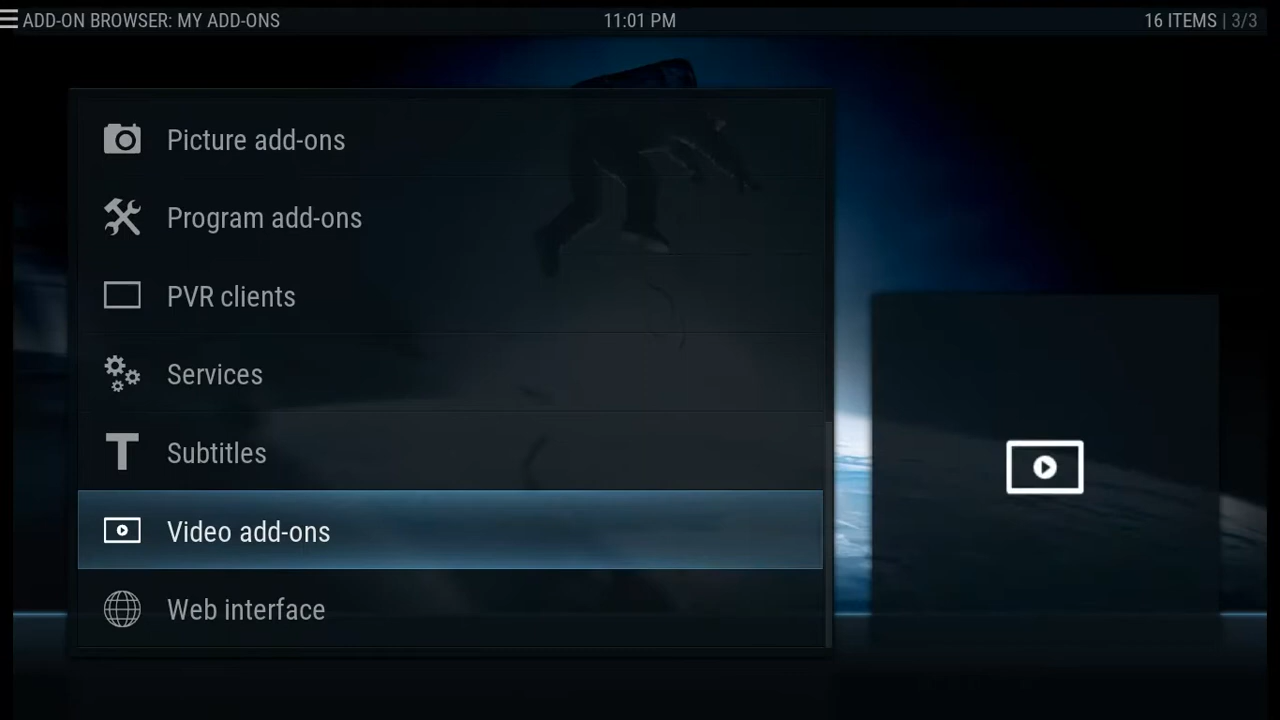 ADD-ON BROWSER: MY ADD-ONS
11:01 PM
16 ITEMS | 3/3
Picture add-ons
Program add-ons
PVR clients
Services
Subtitles
Video add-ons
Web interface